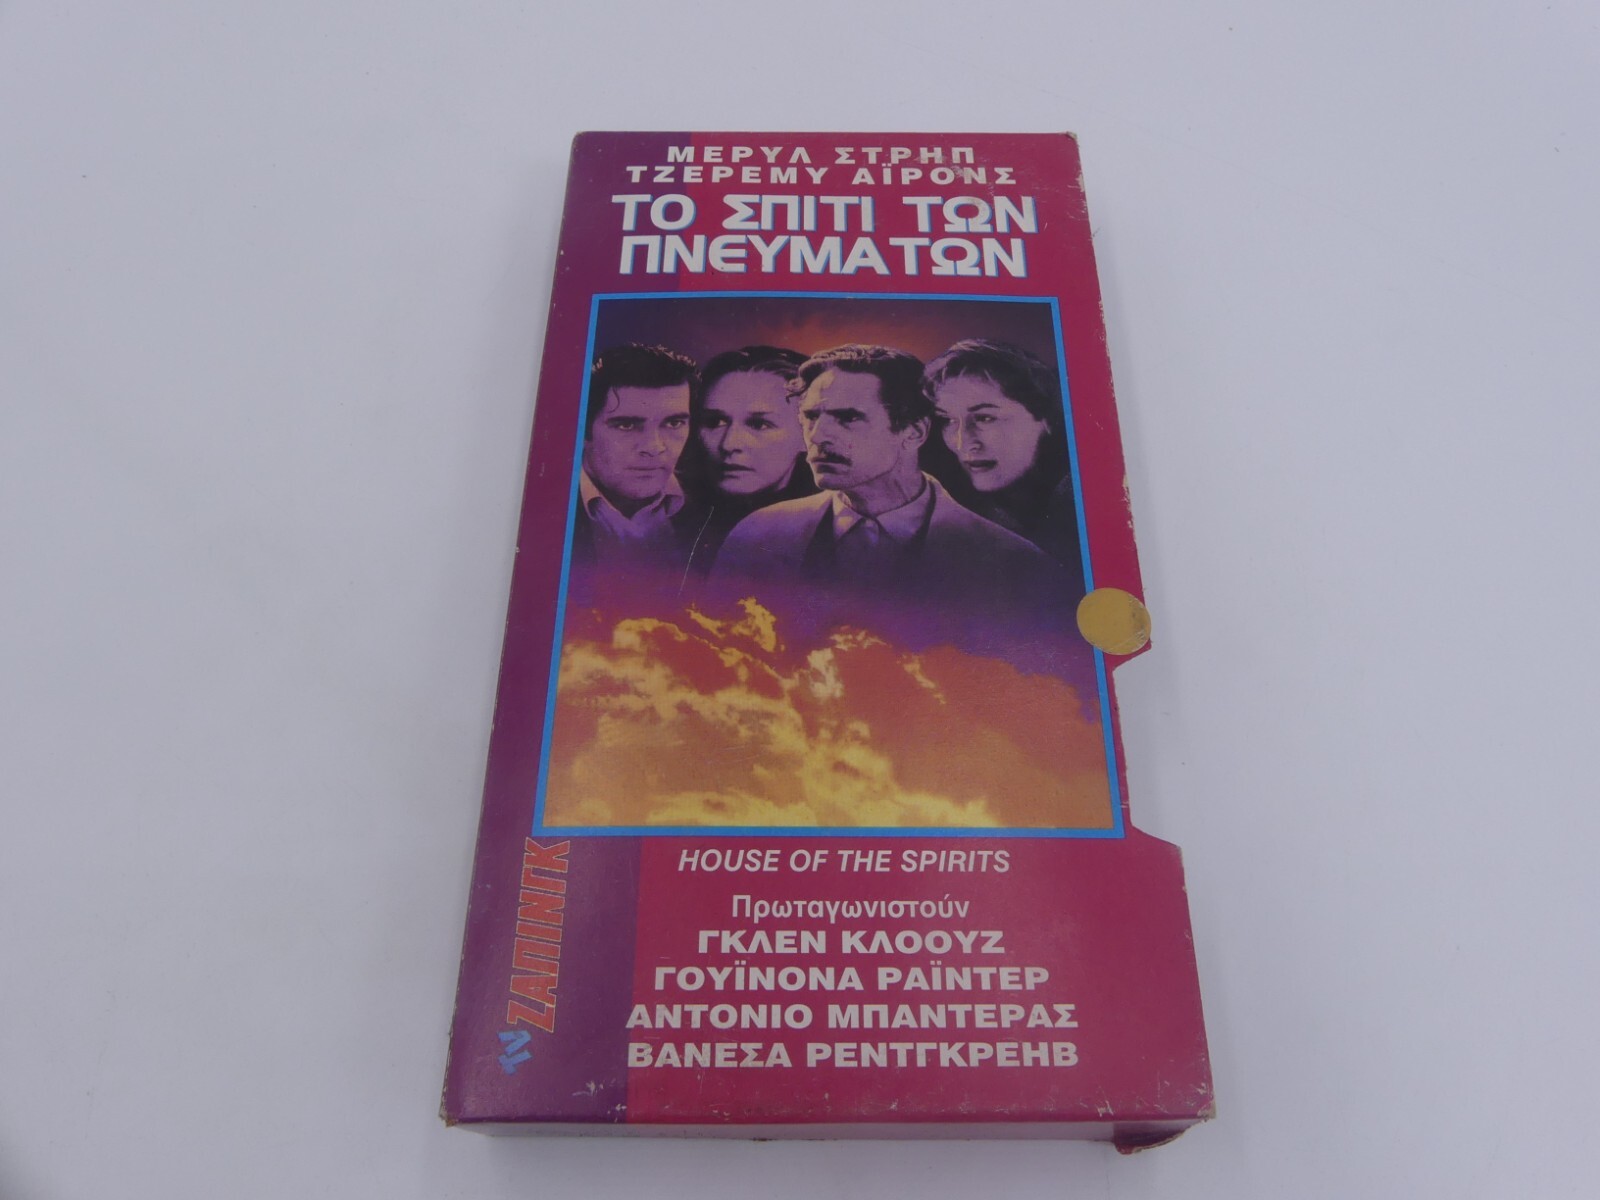 ΜΕΡΥΛ ΣΤΡΗΠ
ΤΖΕΡΕΜΥ ΑΪΡΟΝΣ
ΤΟ ΣΠΙΤΙ ΤΩΝ
ΠΝΕΥΜΑΤΩΝ
HOUSE OF THE SPIRITS
Πρωταγωνιστούν
ΓΚΛΕΝ ΚΛΟΟΥΖ
ΓΟΥΪΝΟΝΑ ΡΑΪΝΤΕΡ
ΑΝΤΟΝΙΟ ΜΠΑΝΤΕΡΑΣ
ΒΑΝΕΣΑ ΡΕΝΤΓΚΡΕΗΒ
TV ΖΑΠΙΝΓΚ